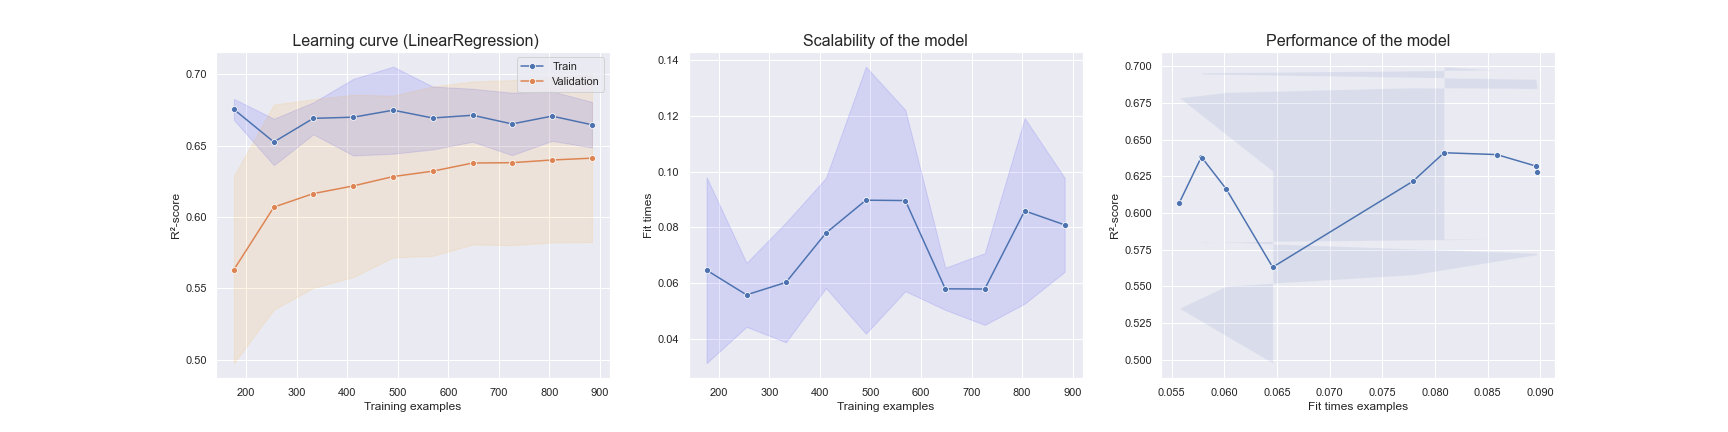 Learning curve (LinearRegression)
Train
Validation
0.70
0.65
0.60
0.55
0.50
R²-score
200 300 400 500 600 700 800 900
Training examples
Scalability of the model
0.14
0.12
0.10
0.08
0.06
0.04
Fit times
200 300 400 500 600 700 800 900
Training examples
Performance of the model
0.700
0.675
0.650
0.625
0.600
0.575
0.550
0.525
0.500
R²-score
0.055 0.060 0.065 0.070 0.075 0.080 0.085 0.090
Fit times examples